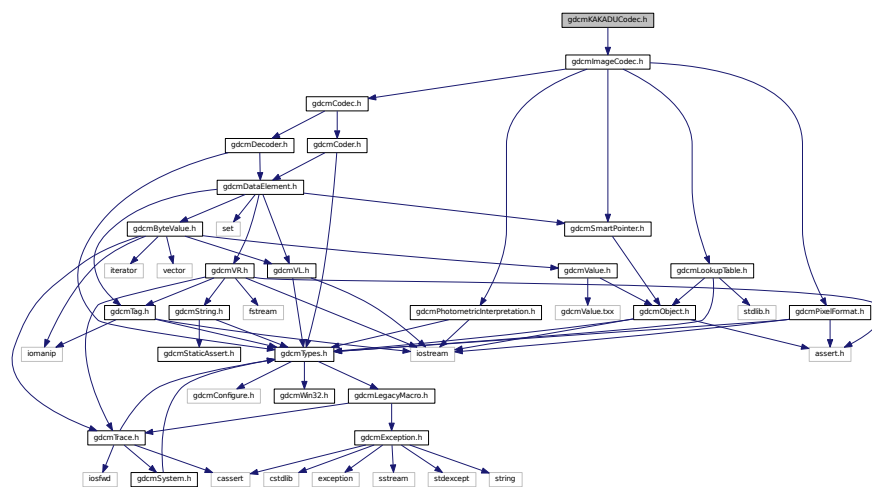 gdcmKAKADUCodec.h
gdcmImageCodec.h
gdcmCodec.h
gdcmDecoder.h
gdcmCoder.h
gdcmDataElement.h
gdcmByteValue.h
set
gdcmSmartPointer.h
iterator
vector
gdcmVR.h
gdcmVL.h
gdcmValue.h
gdcmLookupTable.h
gdcmTag.h
gdcmString.h
fstream
gdcmPhotometricInterpretation.h
gdcmValue.txx
gdcmObject.h
stdlib.h
gdcmPixelFormat.h
iomanip
gdcmStaticAssert.h
gdcmTypes.h
iostream
assert.h
gdcmConfigure.h
gdcmWin32.h
gdcmLegacyMacro.h
gdcmTrace.h
gdcmException.h
iosfwd
gdcmSystem.h
cassert
cstdlib
exception
sstream
stdexcept
string